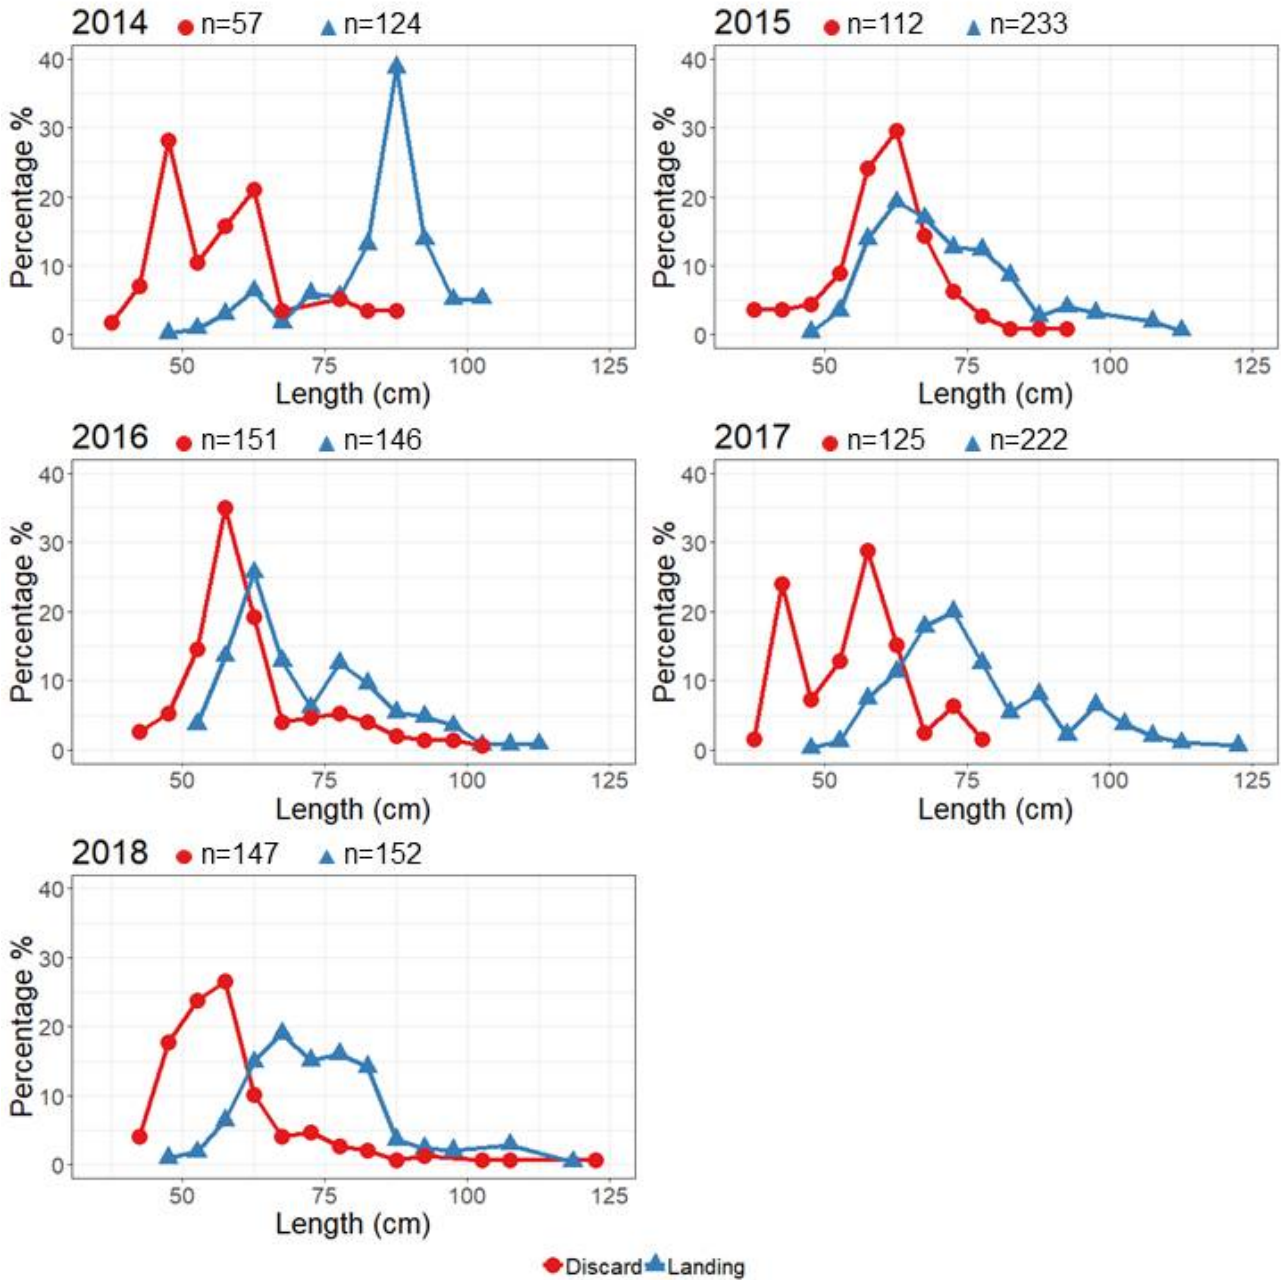 2014 n=57 n=124
2015 n=112 n=233
40
30
20
10
0
Percentage %
50 75 100 125
Length (cm)
40
30
20
10
0
Percentage %
50 75 100 125
Length (cm)
2016 n=151 n=146
2017 n=125 n=222
40
30
20
10
0
Percentage %
50 75 100 125
Length (cm)
40
30
20
10
0
Percentage %
50 75 100 125
Length (cm)
2018 n=147 n=152
40
30
20
10
0
Percentage %
50 75 100 125
Length (cm)
Discard Landing